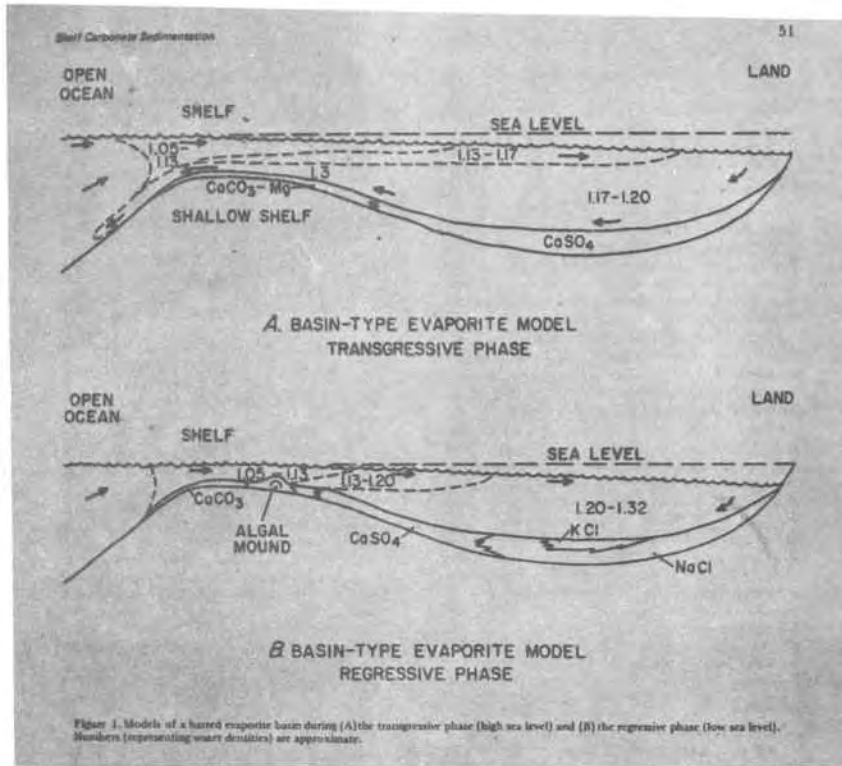 Shelf Carbonate Sedimentation 51
OPEN OCEAN
SHELF
LAND
SEA LEVEL
1.05-
1.13
1.13-1.17
1.3
CaCO3-Mg
1.17-1.20
SHALLOW SHELF
CaSO4
A. BASIN-TYPE EVAPORITE MODEL
TRANSGRESSIVE PHASE
OPEN OCEAN
LAND
SHELF
SEA LEVEL
1.05 1.13
1.13-1.20
CaCO3
1.20-1.32
ALGAL
MOUND
CaSO4
KCl
NaCl
B. BASIN-TYPE EVAPORITE MODEL
REGRESSIVE PHASE
Figure 1. Models of a barred evaporite basin during (A) the transgressive phase (high sea level) and (B) the regressive phase (low sea level).
Numbers (representing water densities) are approximate.